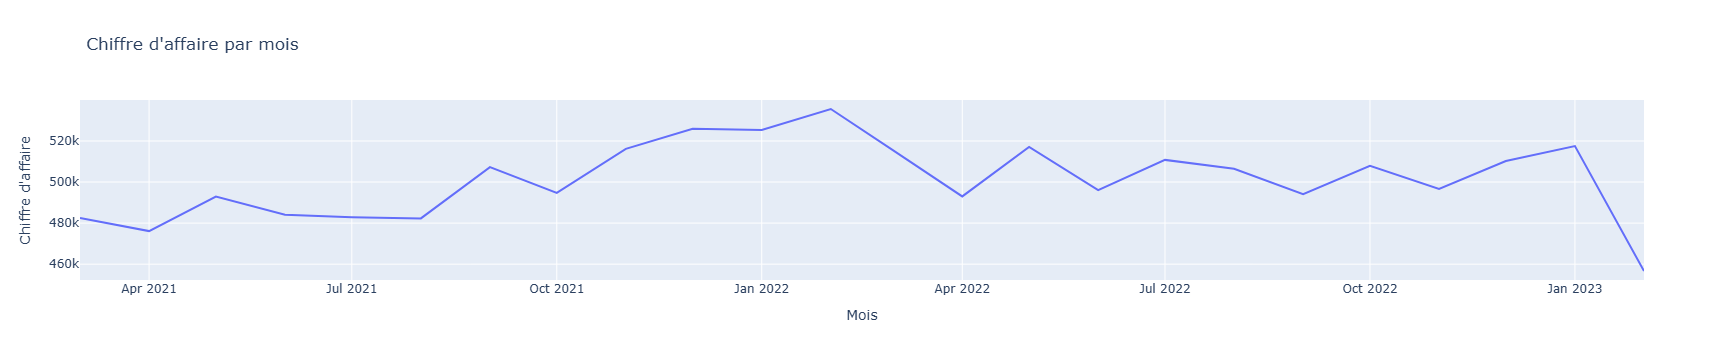 Chiffre d'affaire par mois
Chiffre d'affaire
520k
500k
480k
460k
Apr 2021
Jul 2021
Oct 2021
Jan 2022
Apr 2022
Jul 2022
Oct 2022
Jan 2023
Mois